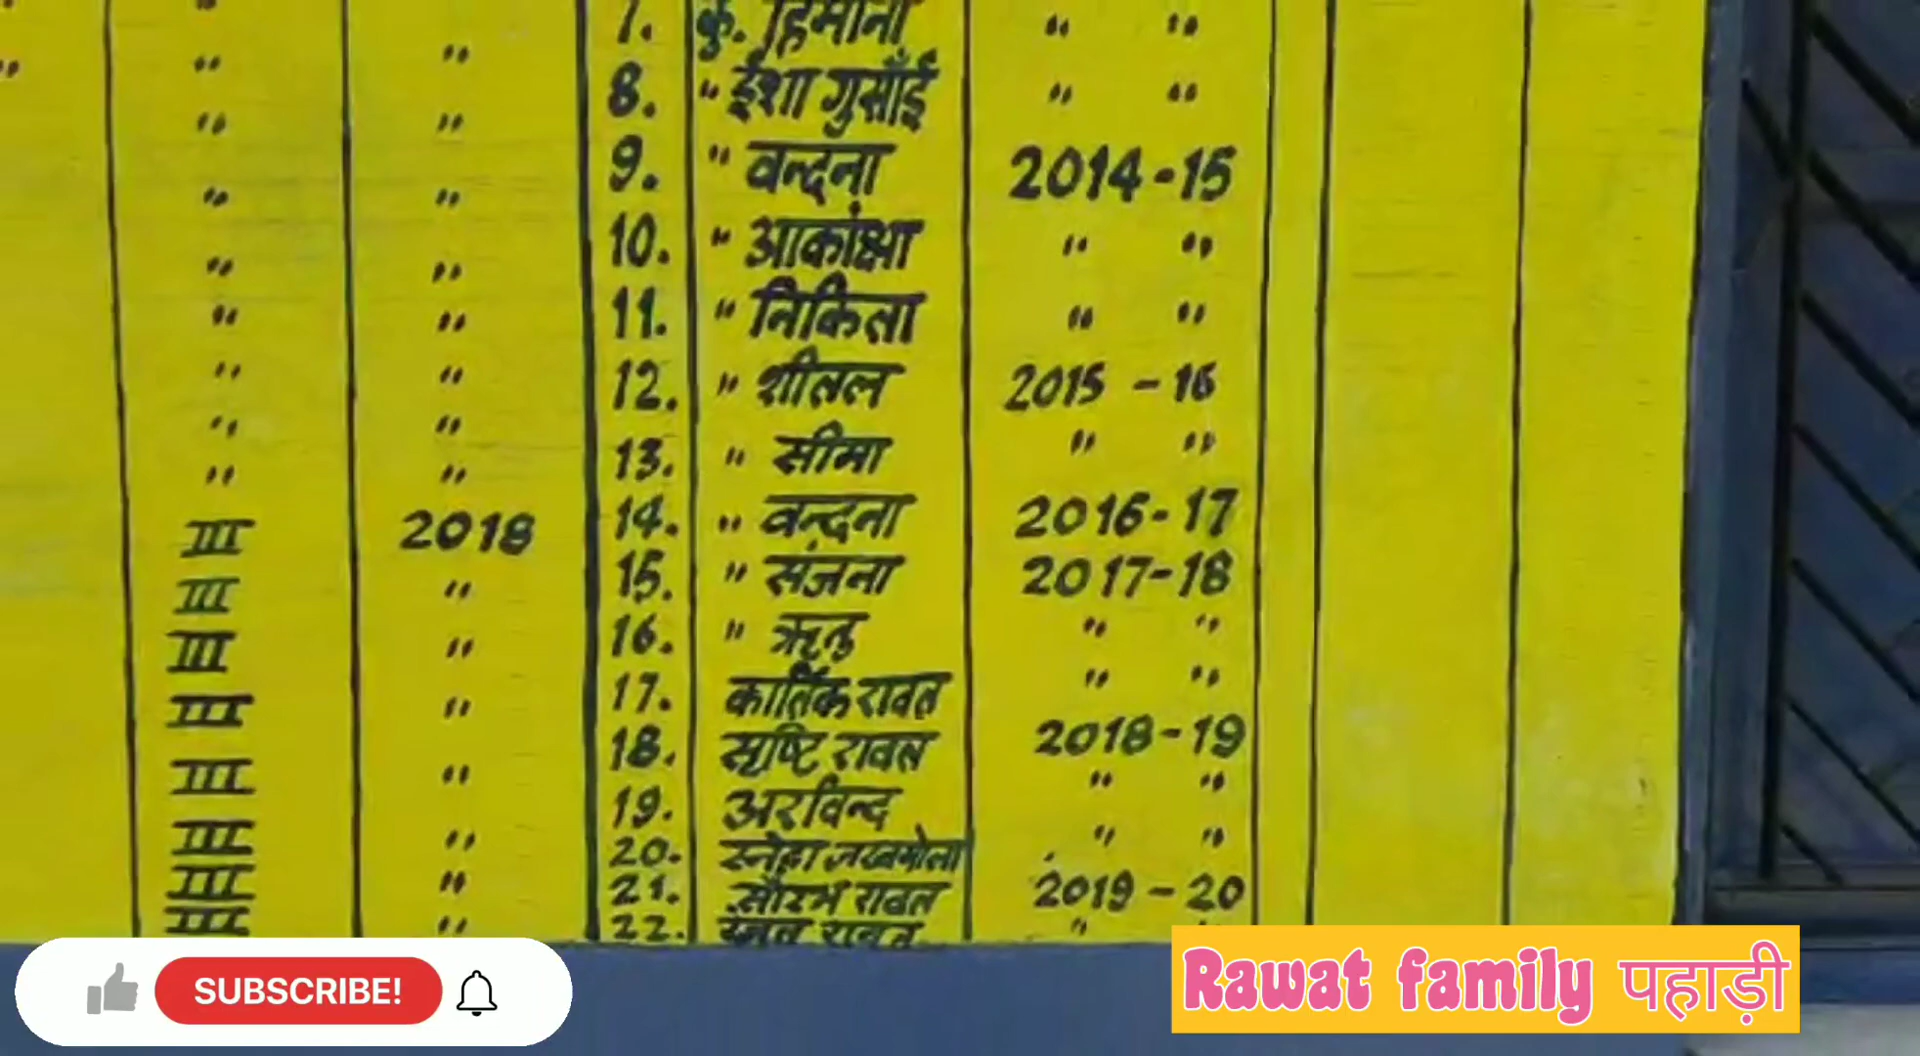 7. कु. हिमानी " "
" " 8. " ईशा गुसाँई " "
" " 9. " वन्दना 2014-15
" " 10. " आकांक्षा " "
" " 11. " निकिता " "
" " 12. " शीतल 2015 - 16
" " 13. " सीमा " "
III 2018 14. " वन्दना 2016-17
III " 15. " संजना 2017-18
III " 16. " ऋतु " "
III " 17. कार्तिक रावत " "
III " 18. सृष्टि रावत 2018-19
III " 19. अरविन्द " "
III " 20. स्नेहा जखमोला " "
III " 21. सौरभ रावत 2019-20
22. रावत "
SUBSCRIBE!
Rawat family पहाड़ी